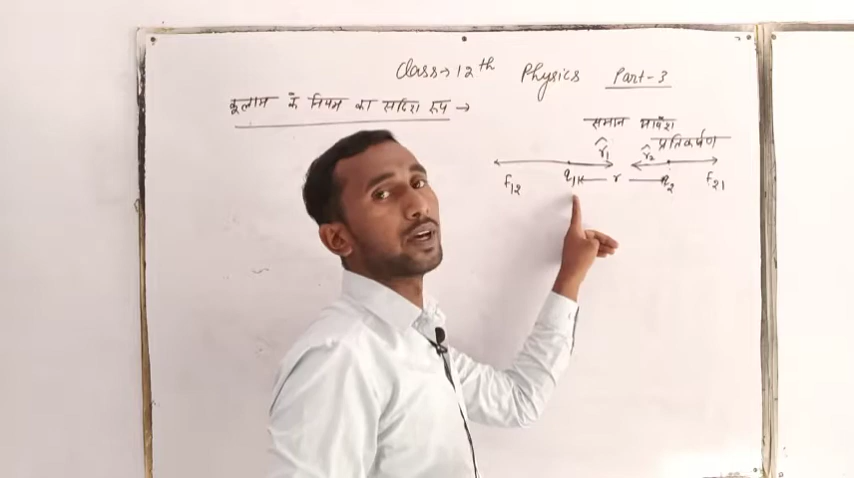 Class → 12th Physics Part-3
कूलाम के नियम का सदिश रूप →
समान आवेश
प्रतिकर्षण
r̂1 r̂2
F12 q1 r q2 F21